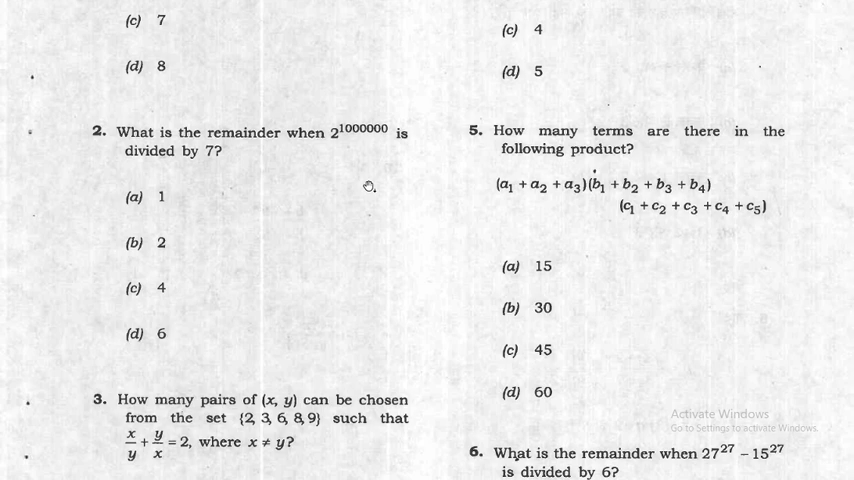 (c) 7
(d) 8
2. What is the remainder when 2^1000000 is
divided by 7?
(a) 1
(b) 2
(c) 4
(d) 6
3. How many pairs of (x, y) can be chosen
from the set {2, 3, 6, 8, 9} such that
x/y + y/x = 2, where x ≠ y?
(c) 4
(d) 5
5. How many terms are there in the
following product?
(a₁ + a₂ + a₃)(b₁ + b₂ + b₃ + b₄)
(c₁ + c₂ + c₃ + c₄ + c₅)
(a) 15
(b) 30
(c) 45
(d) 60
6. What is the remainder when 27^27 – 15^27
is divided by 6?
Activate Windows
Go to Settings to activate Windows.